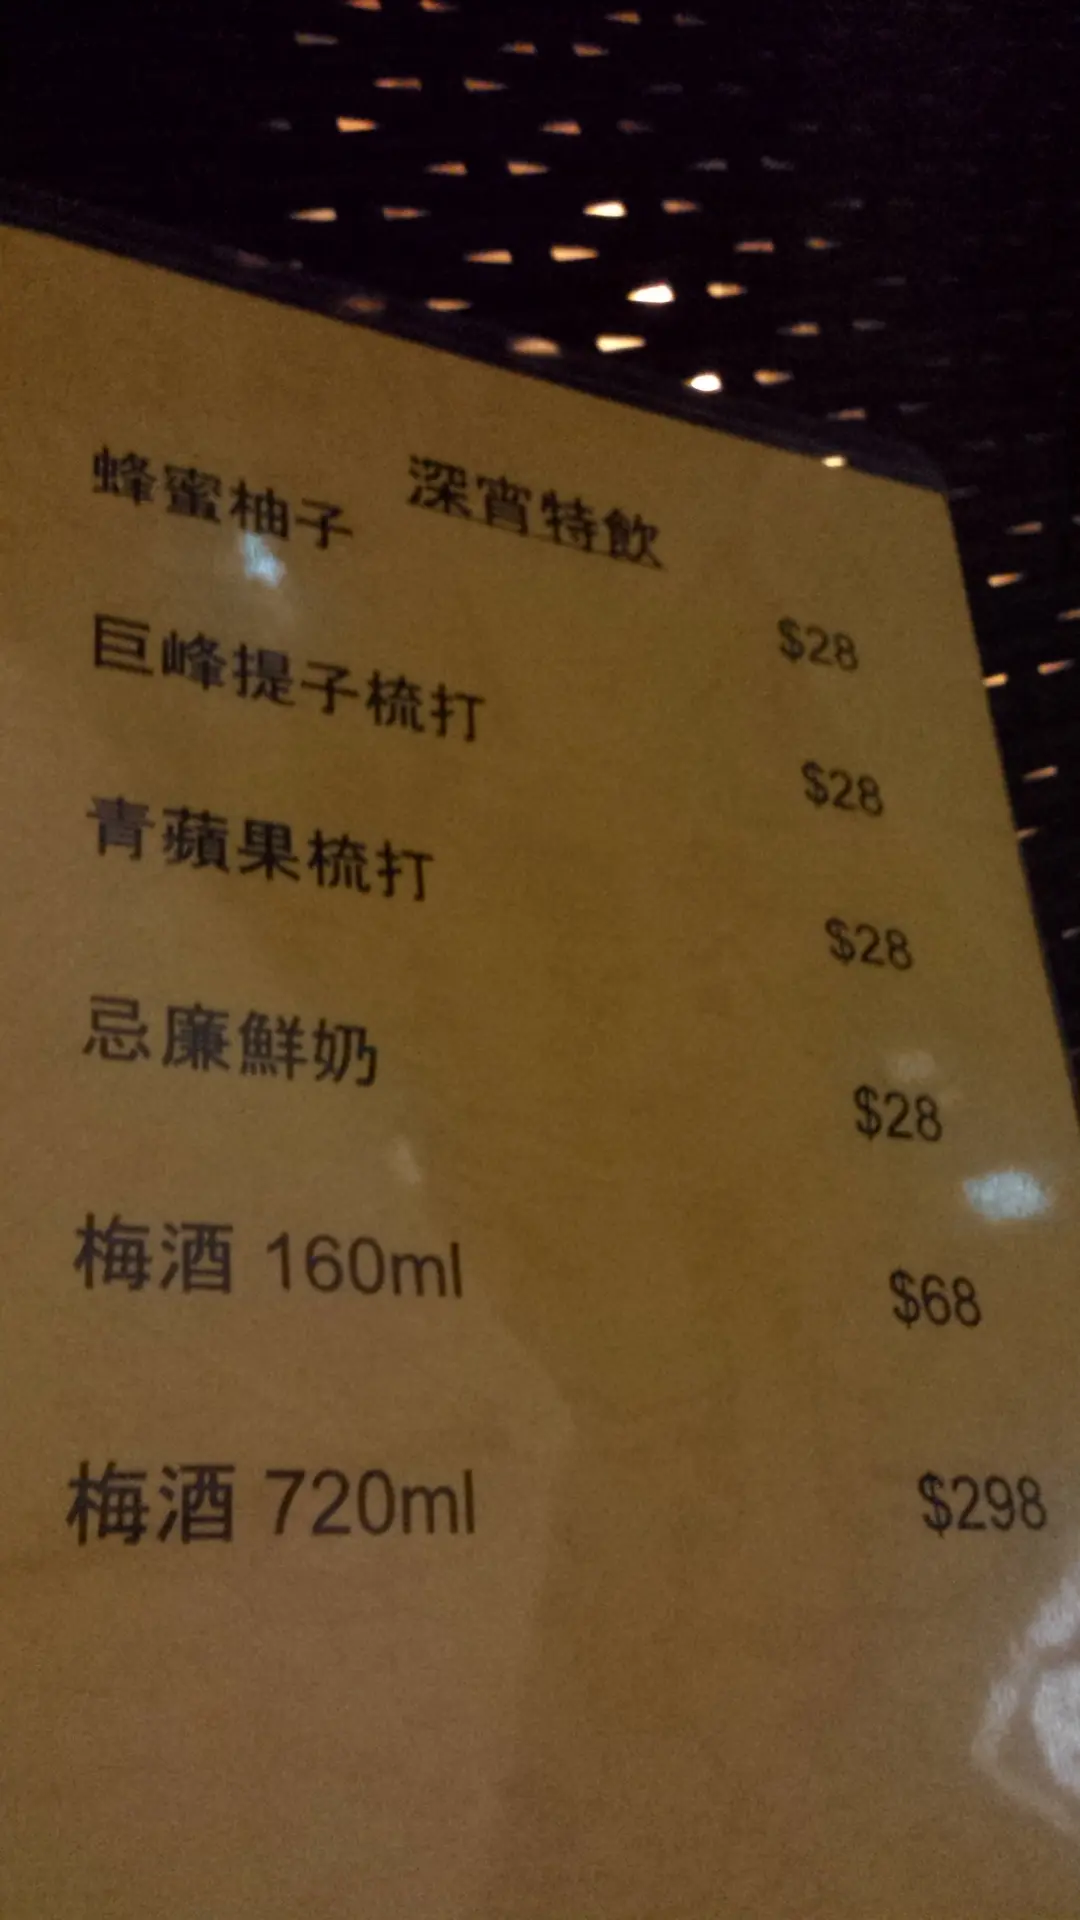 深宵特飲
蜂蜜柚子 $28
巨峰提子梳打 $28
青蘋果梳打 $28
忌廉鮮奶 $28
梅酒 160ml $68
梅酒 720ml $298